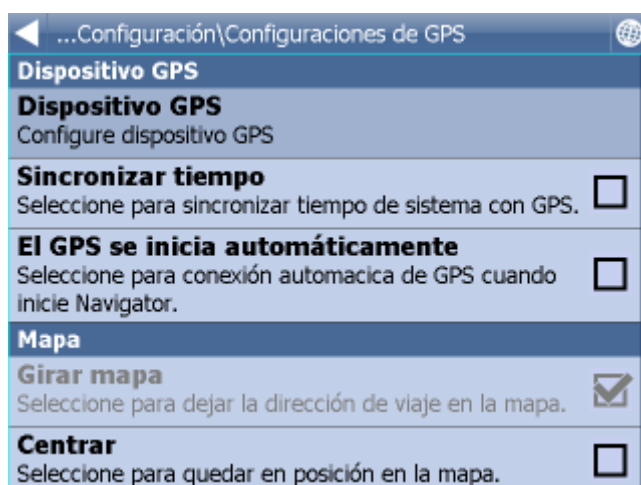 ...Configuración\Configuraciones de GPS
Dispositivo GPS
Dispositivo GPS
Configure dispositivo GPS
Sincronizar tiempo
Seleccione para sincronizar tiempo de sistema con GPS.
El GPS se inicia automáticamente
Seleccione para conexión automacica de GPS cuando
inicie Navigator.
Mapa
Girar mapa
Seleccione para dejar la dirección de viaje en la mapa.
Centrar
Seleccione para quedar en posición en la mapa.